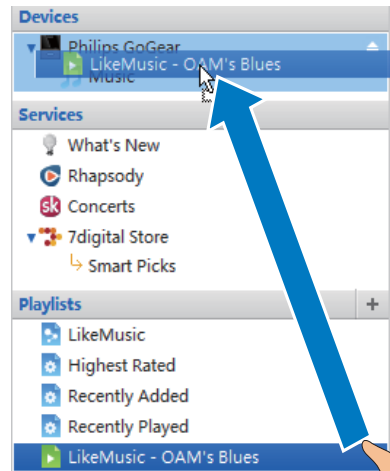 Devices
Philips GoGear
LikeMusic - OAM's Blues
Music
Services
What's New
Rhapsody
sk Concerts
7digital Store
Smart Picks
Playlists +
LikeMusic
Highest Rated
Recently Added
Recently Played
LikeMusic - OAM's Blues